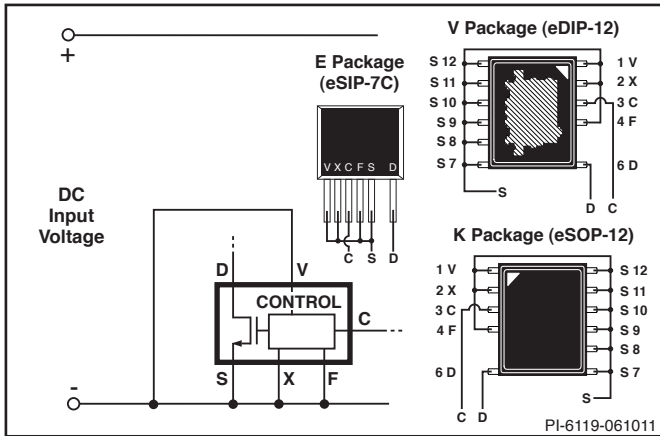 +
DC
Input
Voltage
-
E Package
(eSIP-7C)
V X C F S D
C S D
V Package (eDIP-12)
S 12
S 11
S 10
S 9
S 8
S 7
1 V
2 X
3 C
4 F
6 D
S
D C
D V
CONTROL
C
S X F
K Package (eSOP-12)
1 V
2 X
3 C
4 F
6 D
S 12
S 11
S 10
S 9
S 8
S 7
S
C D
PI-6119-061011